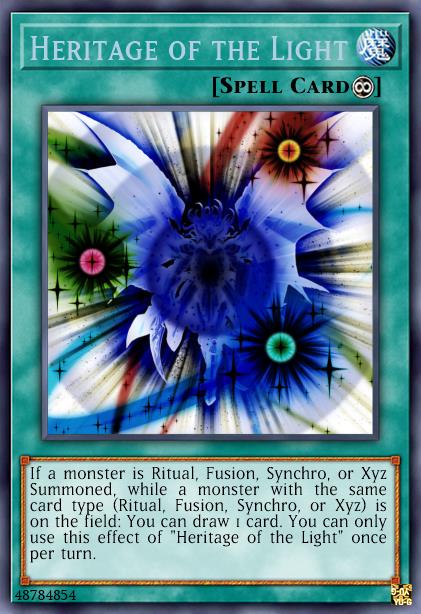 HERITAGE OF THE LIGHT
魔
[SPELL CARD]
If a monster is Ritual, Fusion, Synchro, or Xyz
Summoned, while a monster with the same
card type (Ritual, Fusion, Synchro, or Xyz) is
on the field: You can draw 1 card. You can only
use this effect of "Heritage of the Light" once
per turn.
48784854